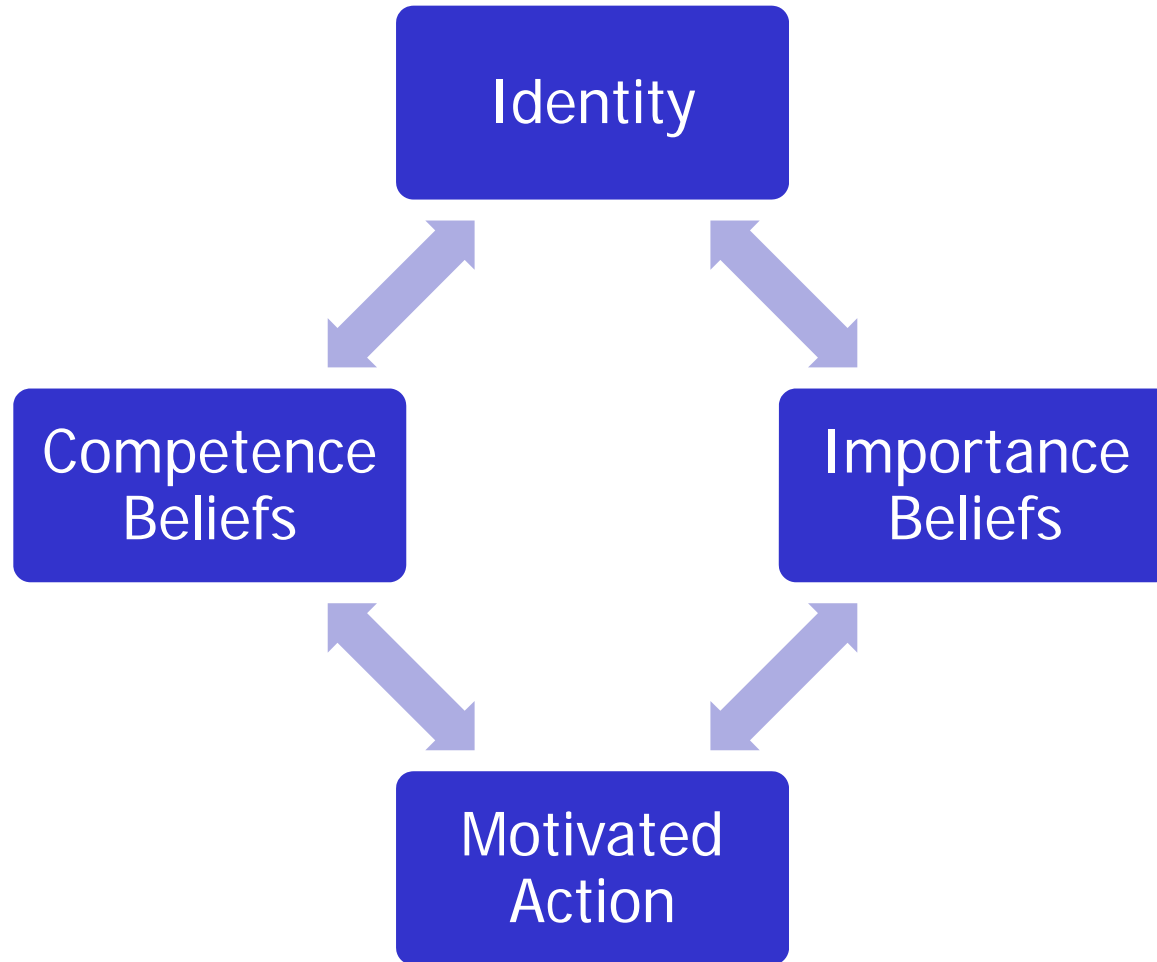 Identity
Competence
Beliefs
Importance
Beliefs
Motivated
Action